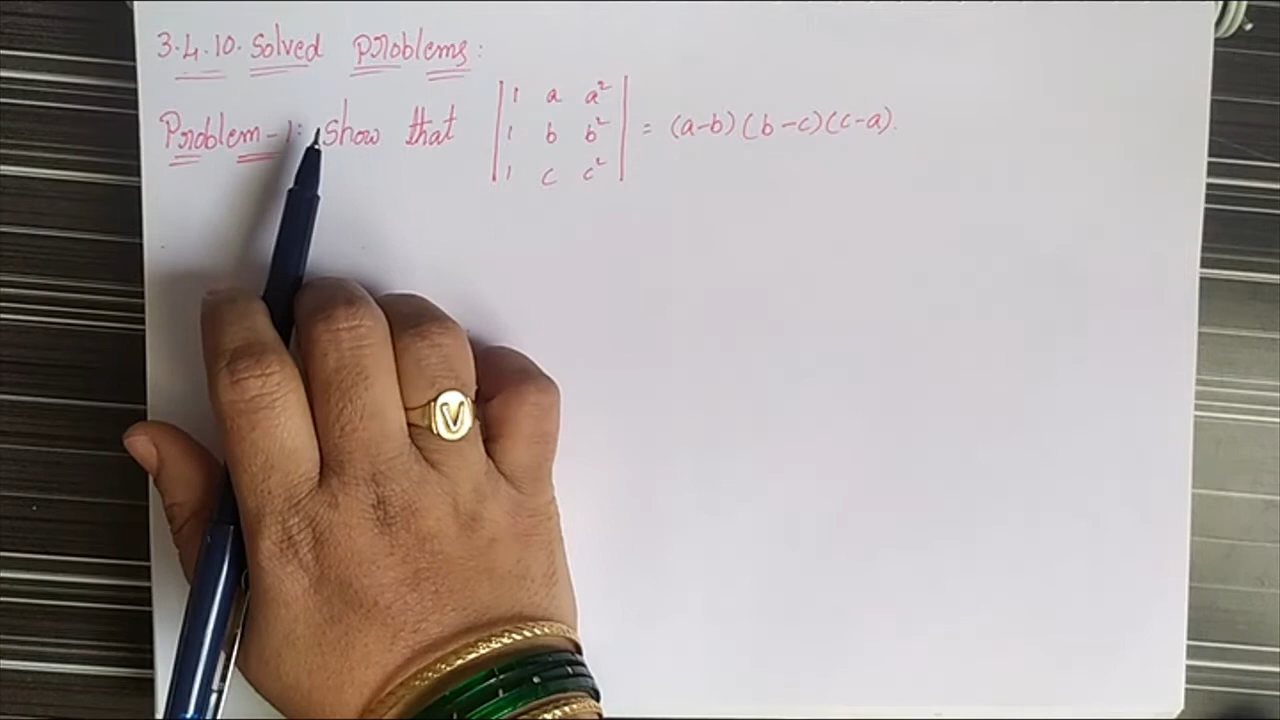 3.4.10. Solved Problems:
Problem-1: Show that | 1 a a² | = (a-b)(b-c)(c-a).
| 1 b b² |
| 1 c c² |
V